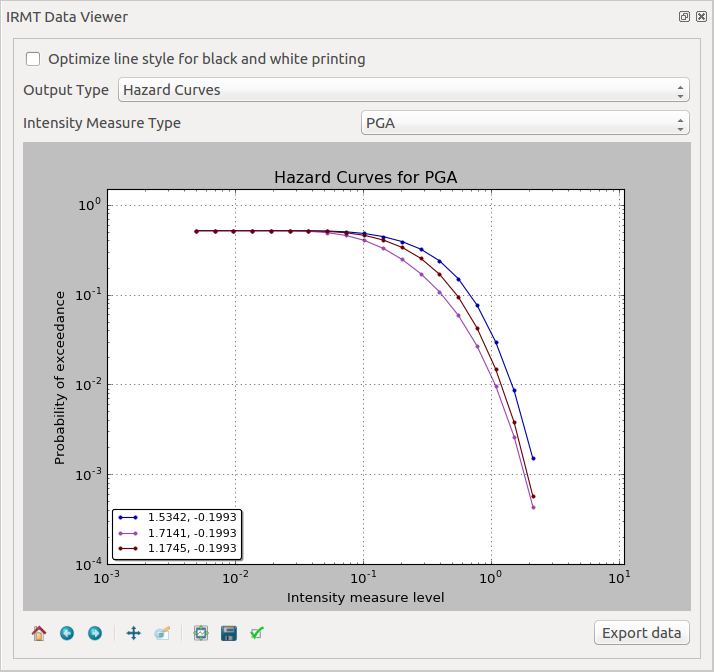 IRMT Data Viewer
Optimize line style for black and white printing
Output Type Hazard Curves
Intensity Measure Type PGA
Hazard Curves for PGA
10^0
10^-1
10^-2
10^-3
10^-4
Probability of exceedance
1.5342, -0.1993
1.7141, -0.1993
1.1745, -0.1993
10^-3 10^-2 10^-1 10^0 10^1
Intensity measure level
Export data